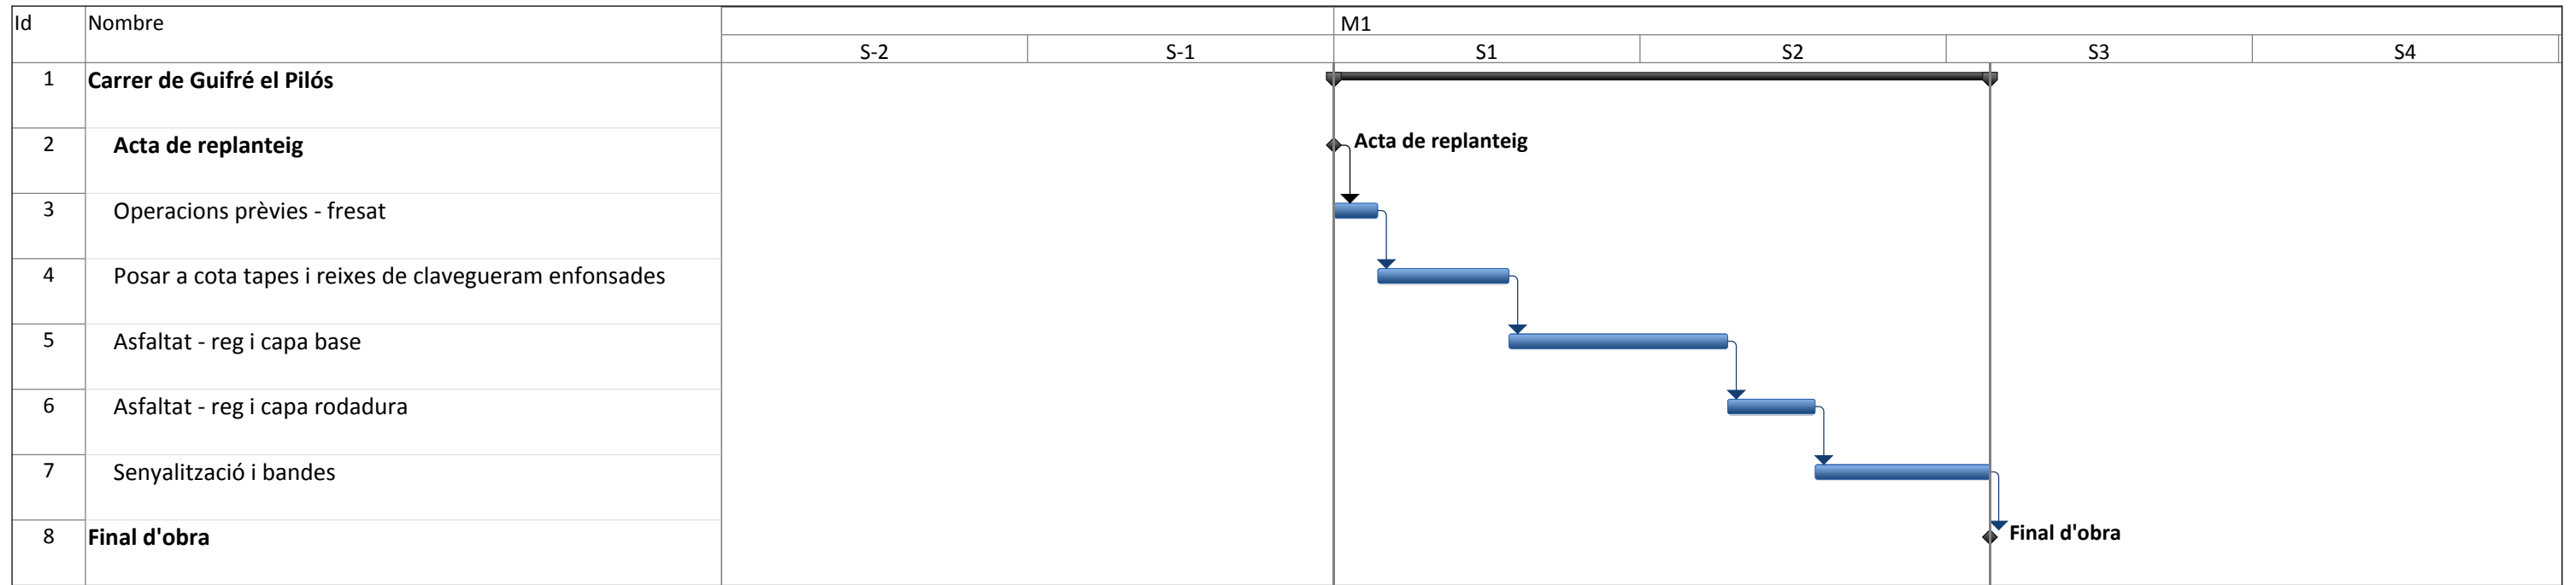 Id Nombre M1
S-2 S-1 S1 S2 S3 S4
1 Carrer de Guifré el Pilós
2 Acta de replanteig Acta de replanteig
3 Operacions prèvies - fresat
4 Posar a cota tapes i reixes de clavegueram enfonsades
5 Asfaltat - reg i capa base
6 Asfaltat - reg i capa rodadura
7 Senyalització i bandes
8 Final d'obra Final d'obra